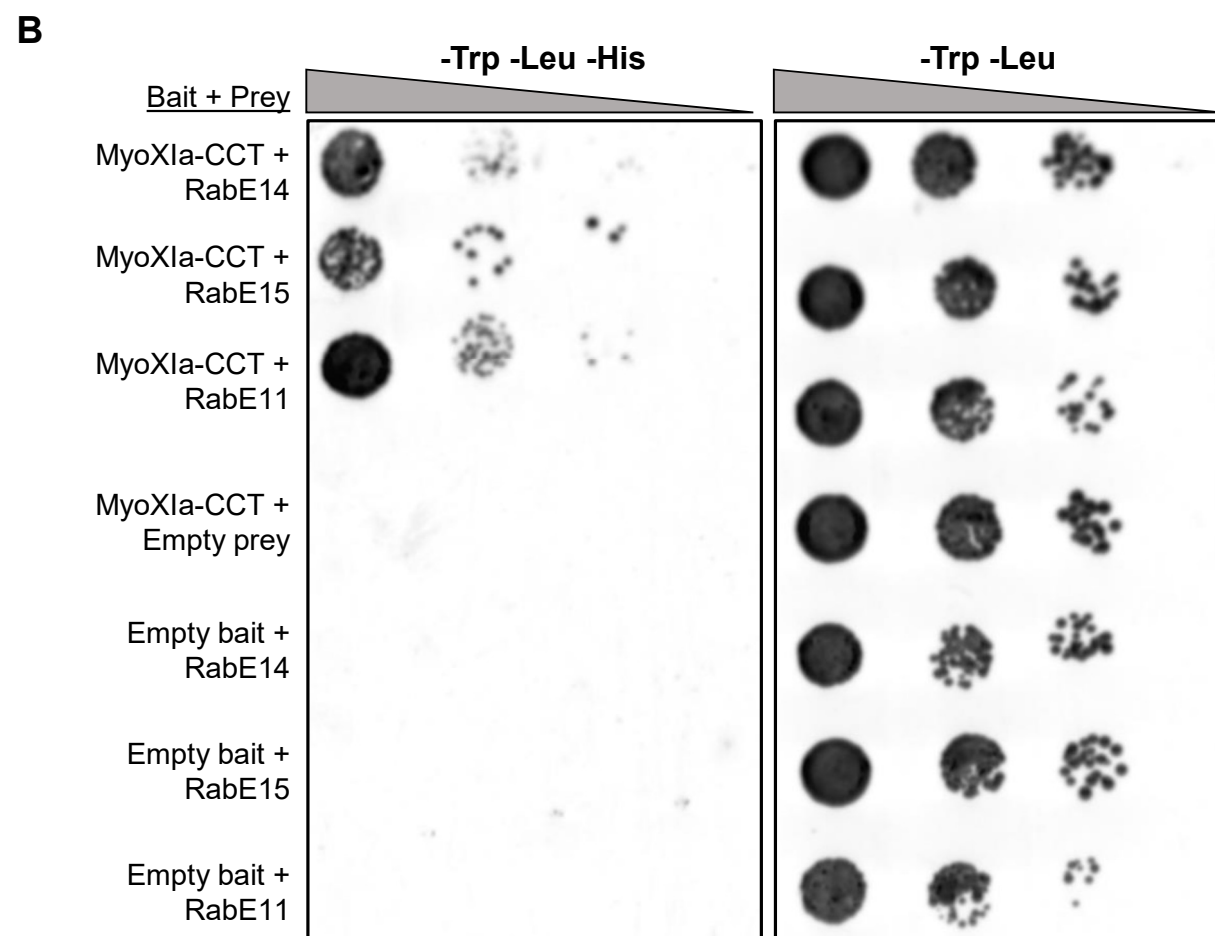 B
-Trp -Leu -His
-Trp -Leu
Bait + Prey
MyoXIa-CCT +
RabE14
MyoXIa-CCT +
RabE15
MyoXIa-CCT +
RabE11
MyoXIa-CCT +
Empty prey
Empty bait +
RabE14
Empty bait +
RabE15
Empty bait +
RabE11